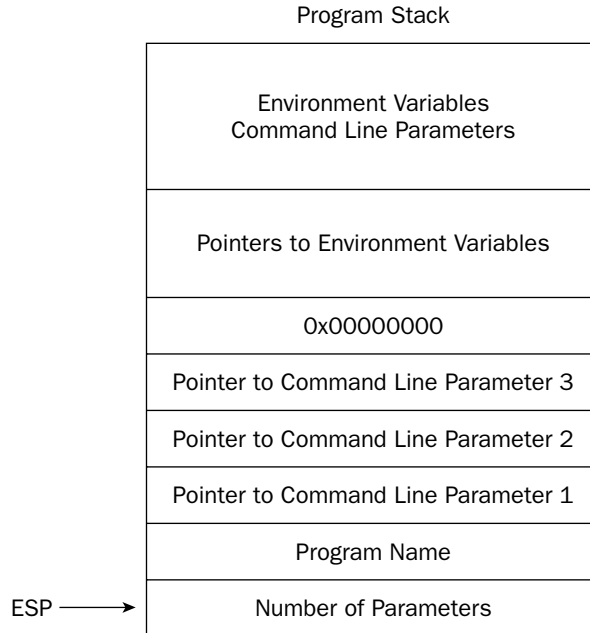 Program Stack
Environment Variables
Command Line Parameters
Pointers to Environment Variables
0x00000000
Pointer to Command Line Parameter 3
Pointer to Command Line Parameter 2
Pointer to Command Line Parameter 1
Program Name
ESP
Number of Parameters